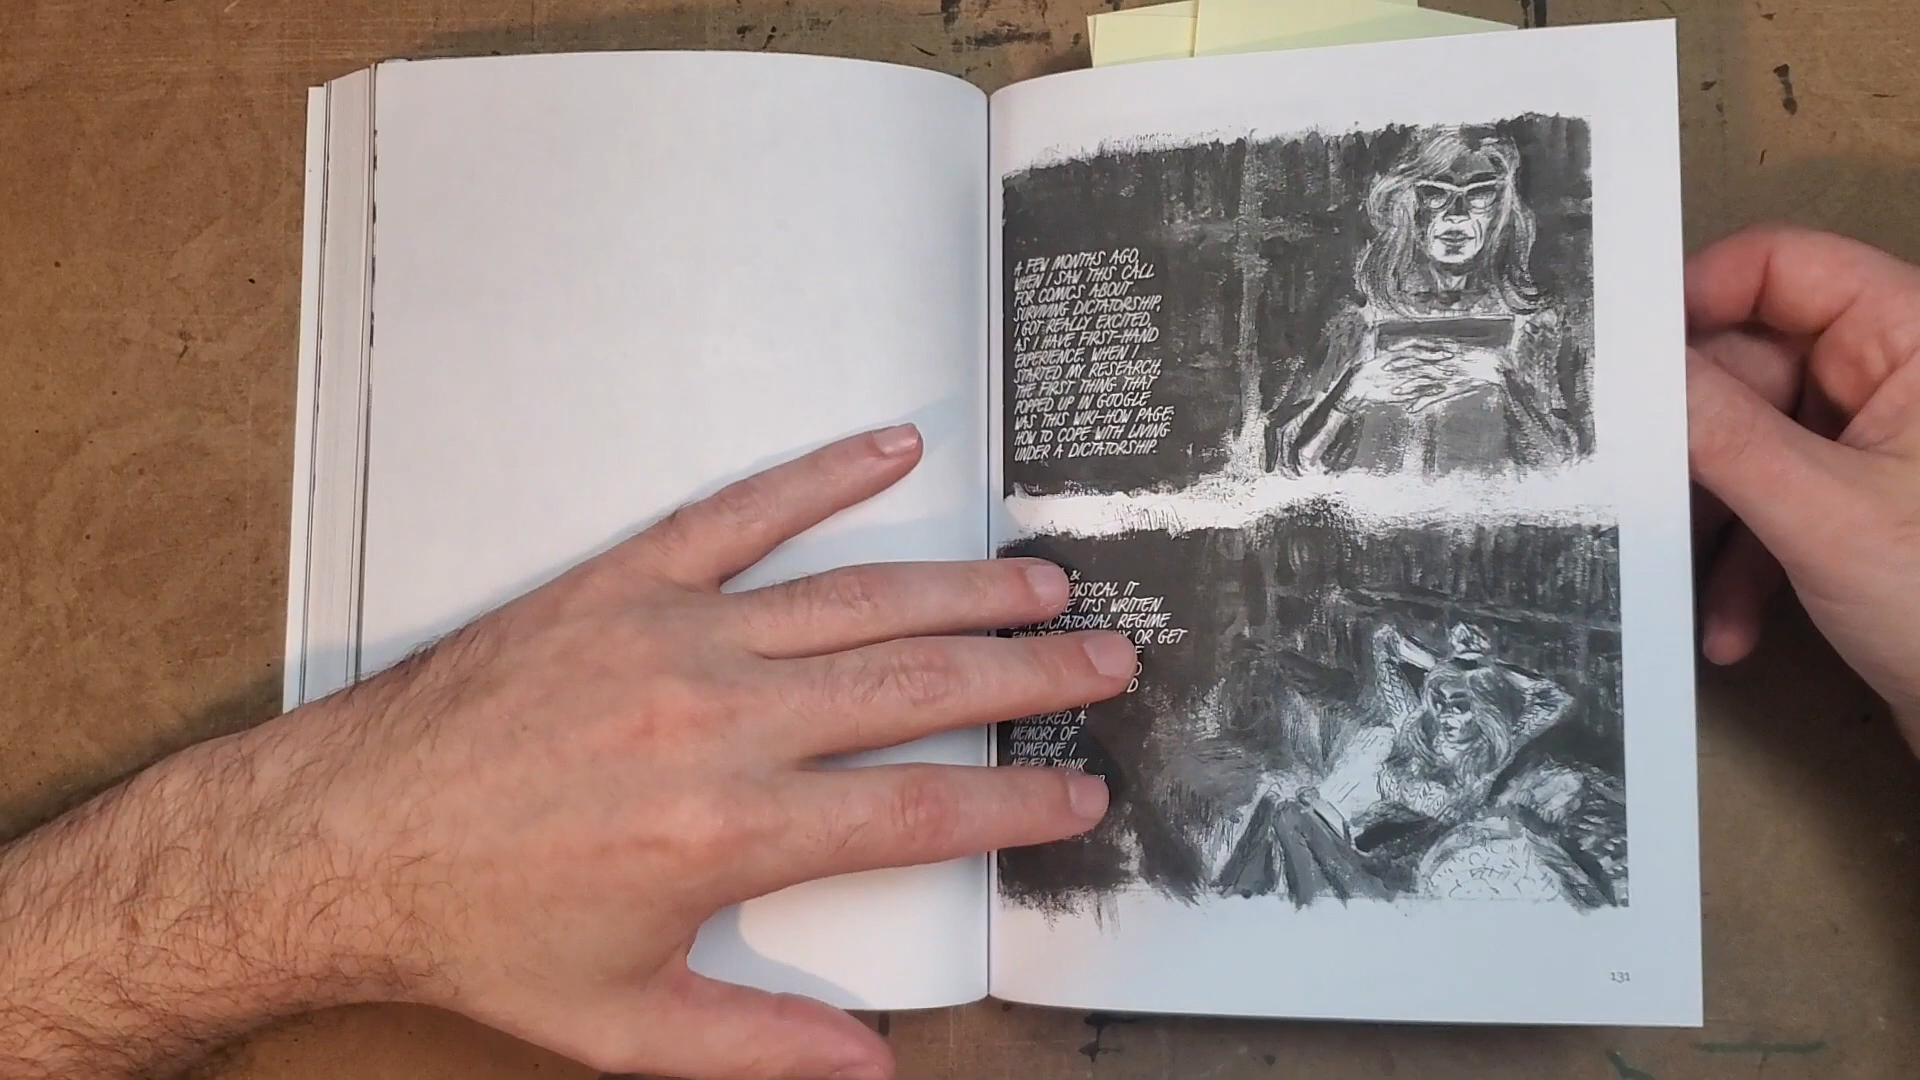 A FEW MONTHS AGO,
WHEN I SAW THIS CALL
FOR COMICS ABOUT
SURVIVING DICTATORSHIP,
I GOT REALLY EXCITED,
AS I HAVE FIRST-HAND
EXPERIENCE. WHEN I
STARTED MY RESEARCH,
THE FIRST THING THAT
POPPED UP IN GOOGLE
WAS THIS WIKI-HOW PAGE:
HOW TO COPE WITH LIVING
UNDER A DICTATORSHIP.
&
IT
IT'S WRITTEN
DICTATORIAL REGIME
OR GET
A
MEMORY OF
SOMEONE I
NEVER THINK
131